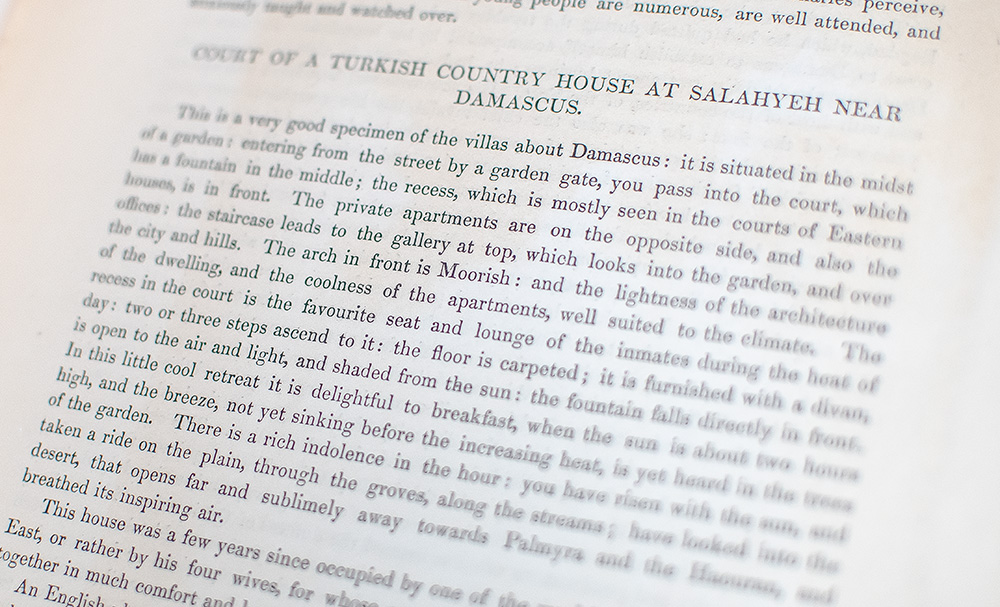 perceive,
young people are numerous, are well attended, and
and watched over.
COURT OF A TURKISH COUNTRY HOUSE AT SALAHYEH NEAR
DAMASCUS.
This is a very good specimen of the villas about Damascus: it is situated in the midst
of a garden: entering from the street by a garden gate, you pass into the court, which
has a fountain in the middle; the recess, which is mostly seen in the courts of Eastern
houses, is in front. The private apartments are on the opposite side, and also the
offices: the staircase leads to the gallery at top, which looks into the garden, and over
the city and hills. The arch in front is Moorish: and the lightness of the architecture
of the dwelling, and the coolness of the apartments, well suited to the climate. The
recess in the court is the favourite seat and lounge of the inmates during the heat of
day: two or three steps ascend to it: the floor is carpeted; it is furnished with a divan,
is open to the air and light, and shaded from the sun: the fountain falls directly in front.
In this little cool retreat it is delightful to breakfast, when the sun is about two hours
high, and the breeze, not yet sinking before the increasing heat, is yet heard in the trees
of the garden. There is a rich indolence in the hour: you have risen with the sun, and
taken a ride on the plain, through the groves, along the streams; have looked into the
desert, that opens far and sublimely away towards Palmyra and the Haouran, and
breathed its inspiring air.
This house was a few years since occupied by one of the
East, or rather by his four wives, for whose
together in much comfort and
An English